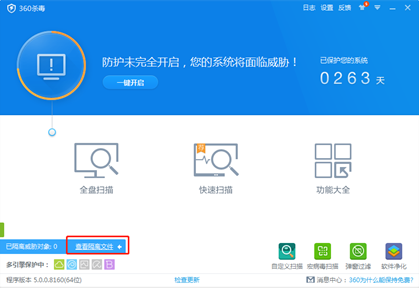 360杀毒
日志 设置 反馈
防护未完全开启，您的系统将面临威胁！
一键开启
已保护您的系统
0263 天
全盘扫描
快速扫描
功能大全
已隔离威胁对象: 0
查看隔离文件
多引擎保护中：
自定义扫描
宏病毒扫描
弹窗过滤
软件净化
程序版本 5.0.0.8160(64位)
检查更新
消息中心：360为什么能保持免费?